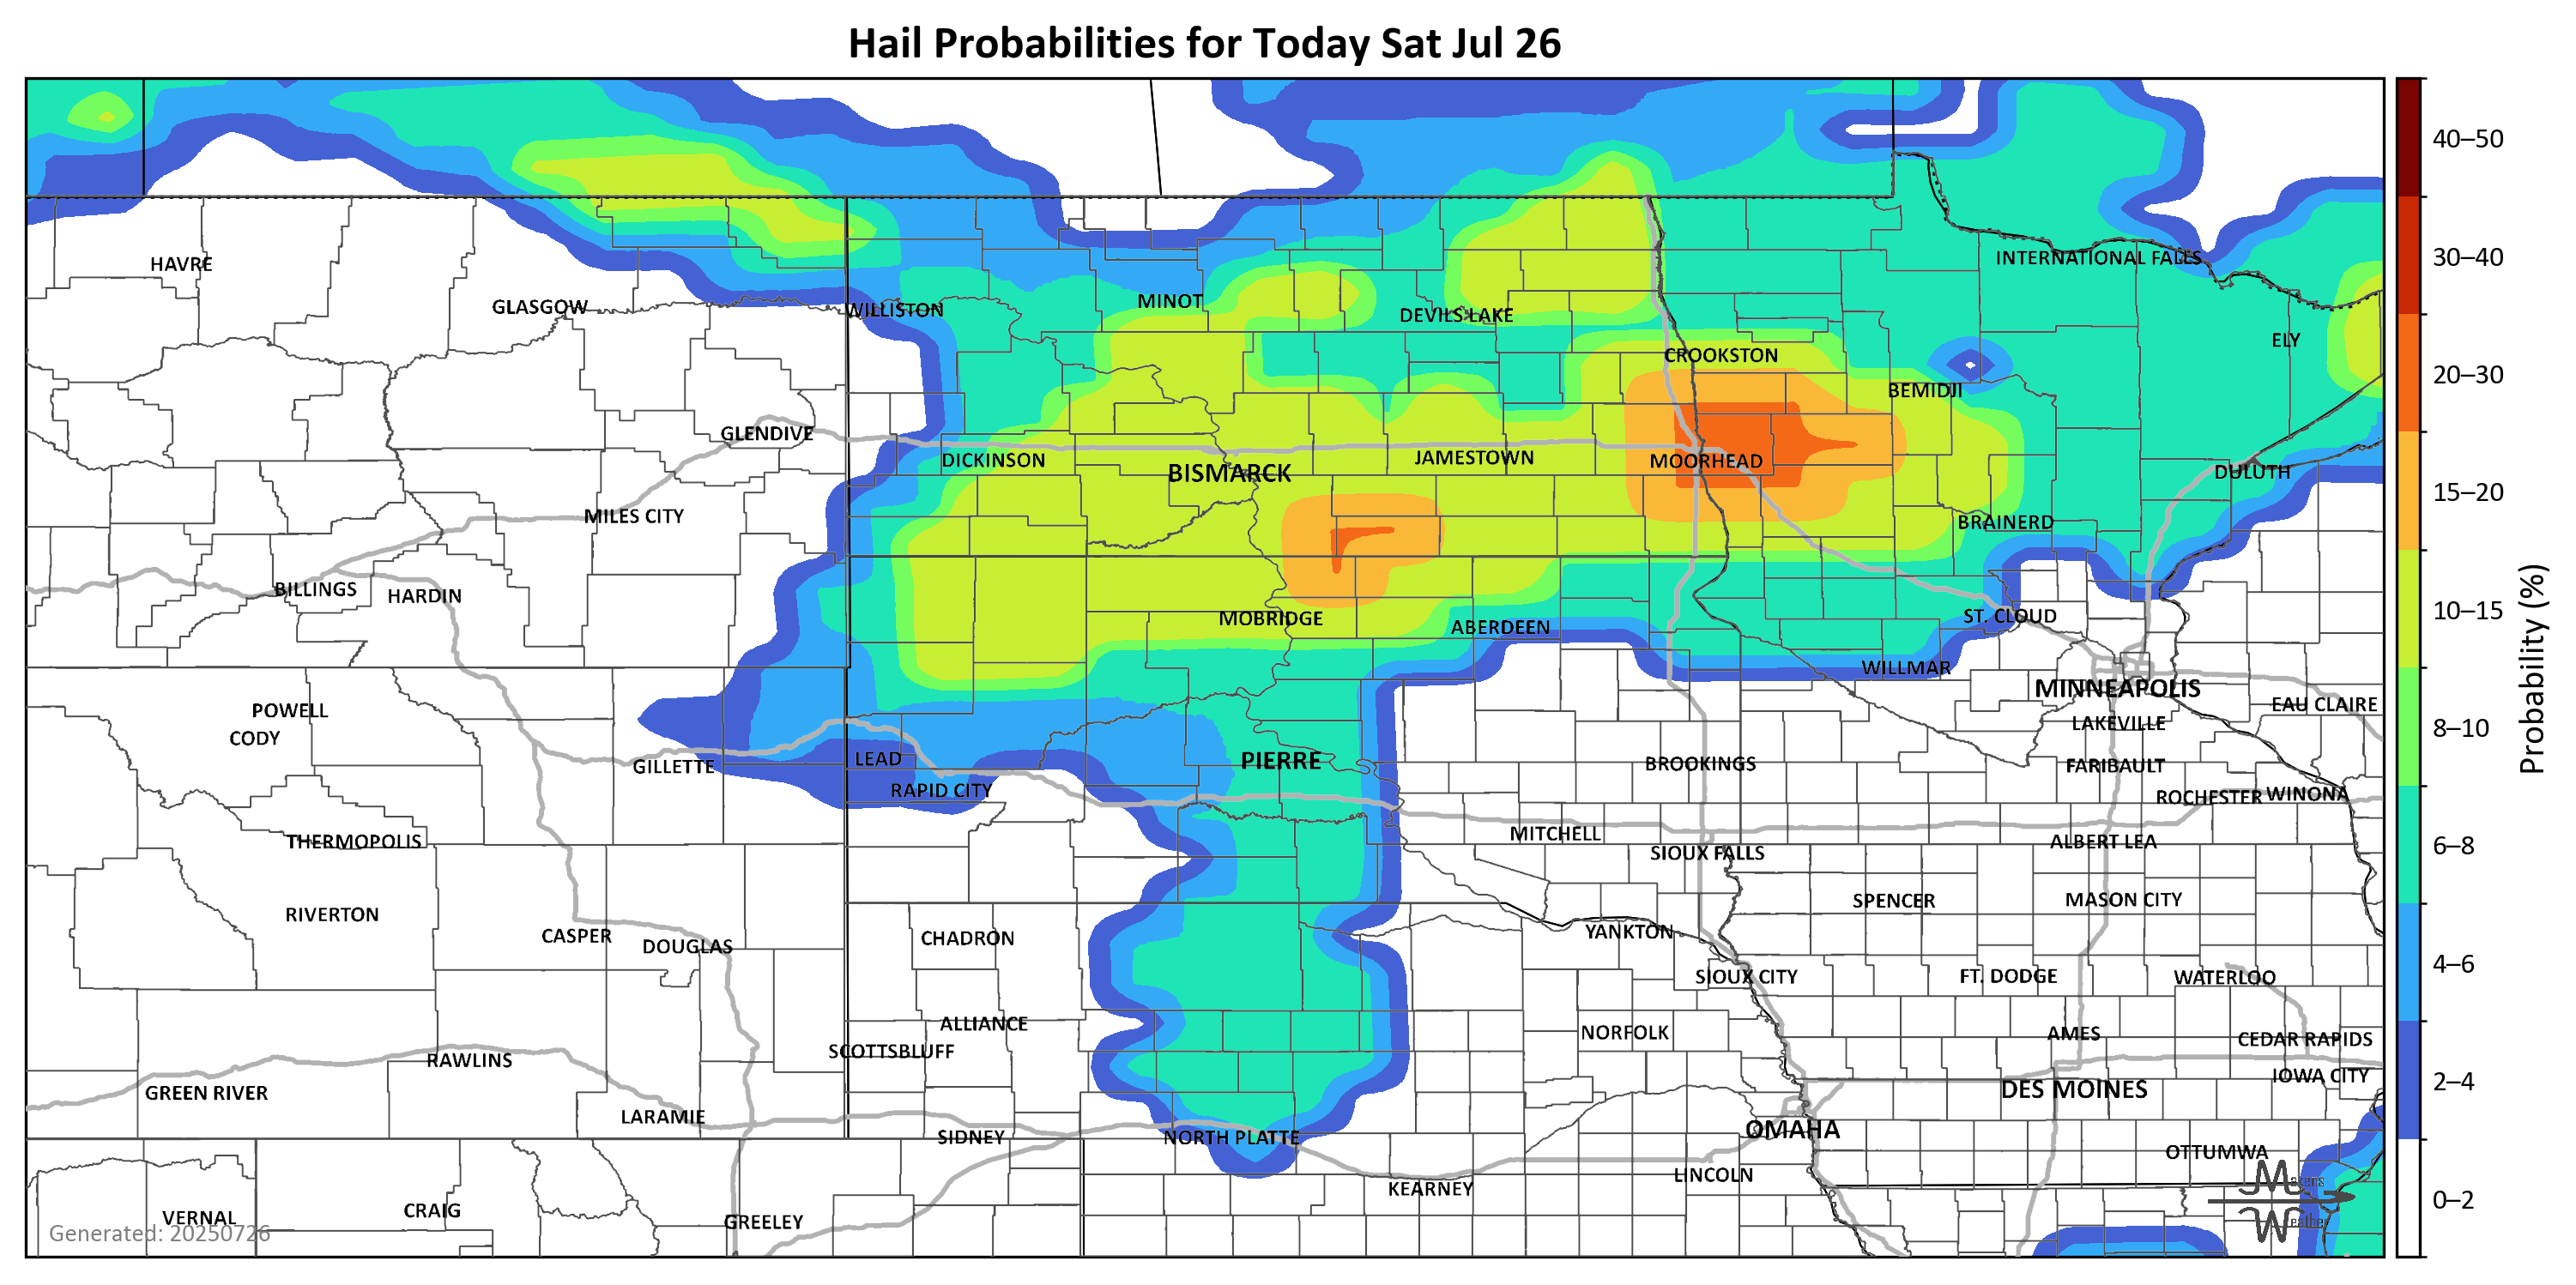 Hail Probabilities for Today Sat Jul 26
40–50
30–40
20–30
15–20
10–15
8–10
6–8
4–6
2–4
0–2
Probability (%)
HAVRE
INTERNATIONAL FALLS
GLASGOW
WILLISTON
MINOT
DEVILS LAKE
ELY
CROOKSTON
BEMIDJI
GLENDIVE
DICKINSON
BISMARCK
JAMESTOWN
MOORHEAD
DULUTH
MILES CITY
BRAINERD
BILLINGS
HARDIN
MOBRIDGE
ABERDEEN
ST. CLOUD
WILLMAR
MINNEAPOLIS
POWELL
CODY
EAU CLAIRE
LAKEVILLE
GILLETTE
LEAD
PIERRE
BROOKINGS
FARIBAULT
RAPID CITY
ROCHESTER
WINONA
THERMOPOLIS
MITCHELL
SIOUX FALLS
ALBERT LEA
RIVERTON
CASPER
DOUGLAS
CHADRON
YANKTON
SPENCER
MASON CITY
SIOUX CITY
FT. DODGE
WATERLOO
ALLIANCE
SCOTTSBLUFF
NORFOLK
AMES
CEDAR RAPIDS
RAWLINS
GREEN RIVER
DES MOINES
IOWA CITY
LARAMIE
SIDNEY
NORTH PLATTE
OMAHA
OTTUMWA
LINCOLN
KEARNEY
VERNAL
CRAIG
GREELEY
Makers
Weather
Generated: 20250726